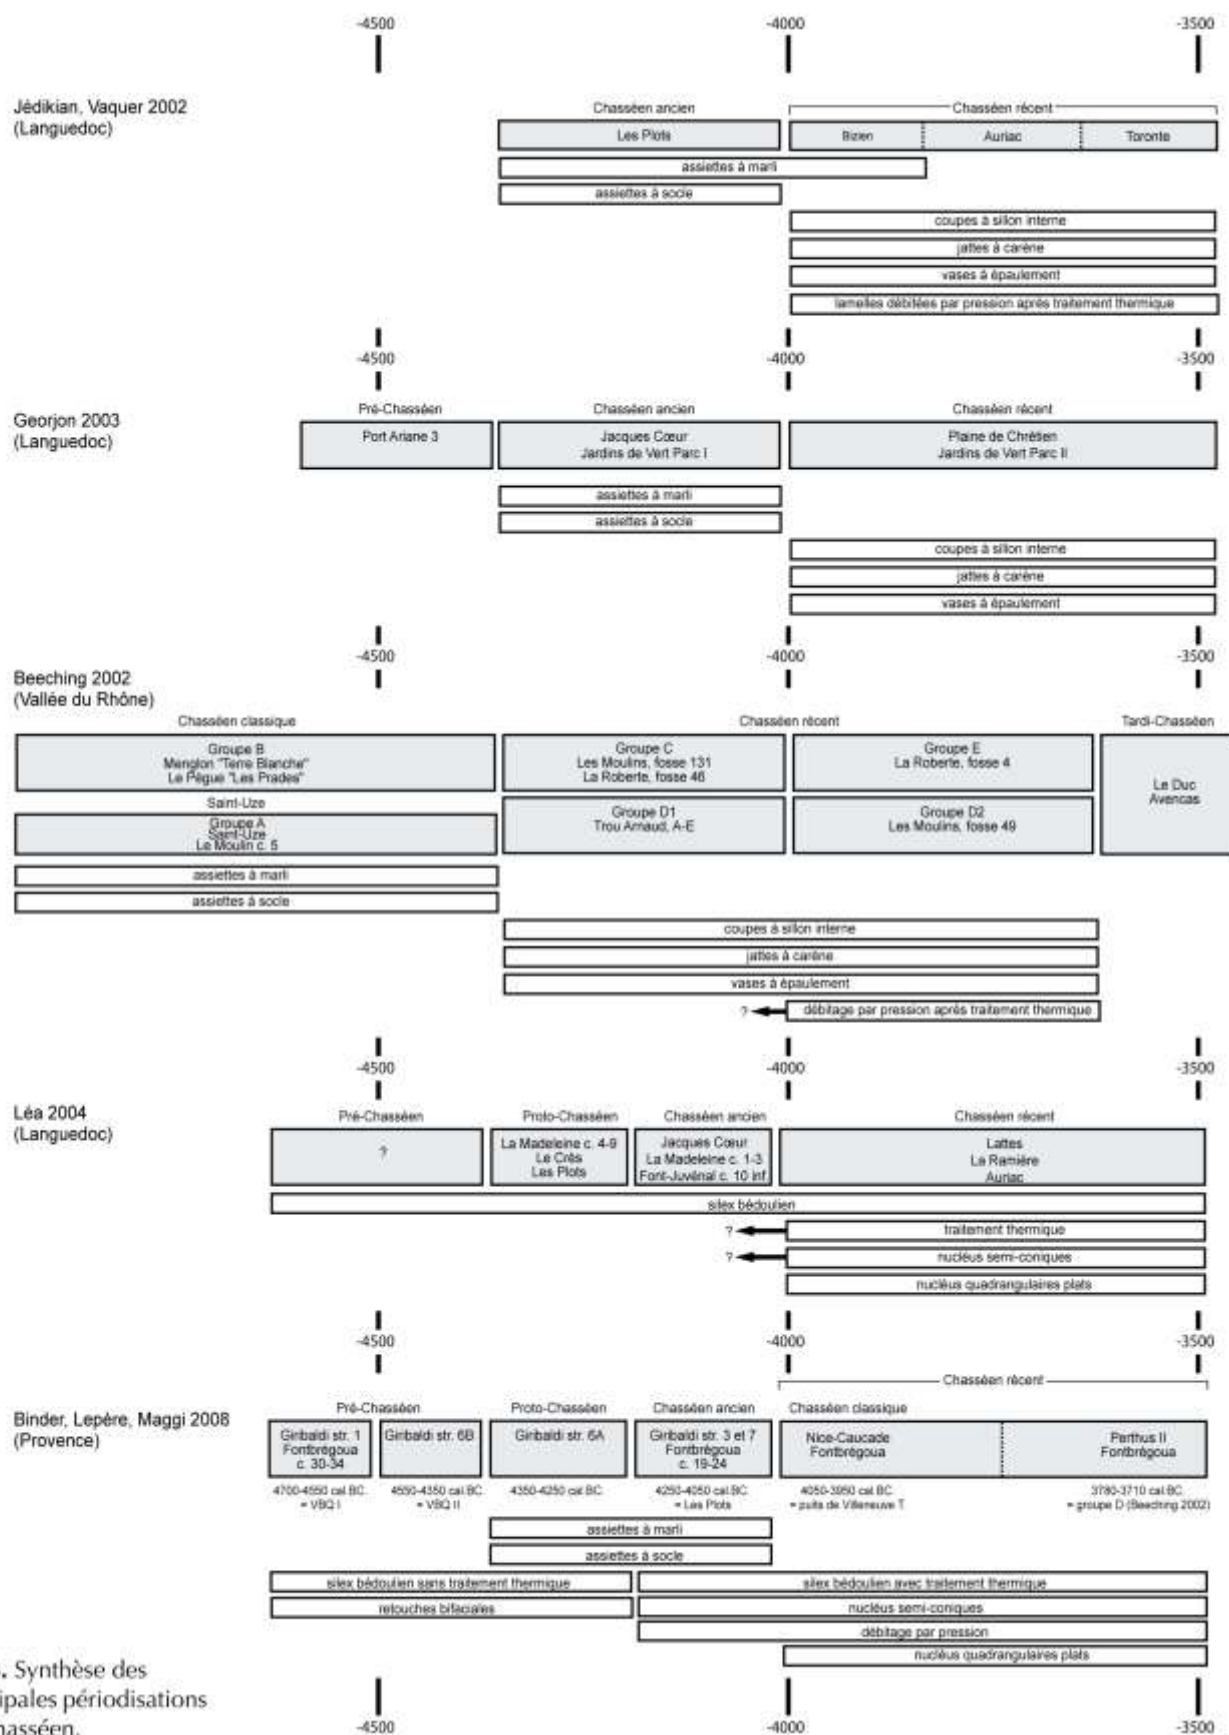 -4500 -4000 -3500
Jédikian, Vaquer 2002
(Languedoc)
Chasséen ancien Chasséen récent
Les Plots Bizien Auriac Toronte
assiettes à marli
assiettes à socle
coupes à sillon interne
jattes à carène
vases à épaulement
lamelles débitées par pression après traitement thermique
-4500 -4000 -3500
Georjon 2003
(Languedoc)
Pré-Chasséen Chasséen ancien Chasséen récent
Port Ariane 3 Jacques Cœur Plaine de Chrétien
Jardins de Vert Parc I Jardins de Vert Parc II
assiettes à marli
assiettes à socle
coupes à sillon interne
jattes à carène
vases à épaulement
-4500 -4000 -3500
Beeching 2002
(Vallée du Rhône)
Chasséen classique Chasséen récent Tardi-Chasséen
Groupe B Groupe C Groupe E
Menglon "Terre Blanche" Les Moulins, fosse 131 La Roberte, fosse 4
Le Pègue "Les Prades" La Roberte, fosse 46
Le Duc
Avencas
Saint-Uze
Groupe A Groupe D1 Groupe D2
Saint-Uze Trou Arnaud, A-E Les Moulins, fosse 49
Le Moulin c. 5
assiettes à marli
assiettes à socle
coupes à sillon interne
jattes à carène
vases à épaulement
? débitage par pression après traitement thermique
-4500 -4000 -3500
Léa 2004
(Languedoc)
Pré-Chasséen Proto-Chasséen Chasséen ancien Chasséen récent
? La Madeleine c. 4-9 Jacques Cœur Lattes
Le Crès La Madeleine c. 1-3 La Ramière
Les Plots Font-Juvénal c. 10 inf. Auriac
silex bédoulien
? traitement thermique
? nucléus semi-coniques
nucléus quadrangulaires plats
-4500 -4000 -3500
Chasséen récent
Binder, Lepère, Maggi 2008
(Provence)
Pré-Chasséen Proto-Chasséen Chasséen ancien Chasséen classique
Giribaldi str. 1 Giribaldi str. 6B Giribaldi str. 6A Giribaldi str. 3 et 7 Nice-Caucade Perthus II
Fontbrégoua Fontbrégoua Fontbrégoua Fontbrégoua
c. 30-34 c. 19-24
4700-4550 cal.BC. 4550-4350 cal.BC. 4350-4250 cal.BC. 4250-4050 cal.BC. 4050-3950 cal.BC. 3780-3710 cal.BC.
= VBQ I = VBQ II = Les Plots = puits de Villeneuve T. = groupe D (Beeching 2002)
assiettes à marli
assiettes à socle
silex bédoulien sans traitement thermique silex bédoulien avec traitement thermique
retouches bifaciales nucléus semi-coniques
débitage par pression
nucléus quadrangulaires plats
-4500 -4000 -3500
. Synthèse des
ipales périodisations
hasséen.